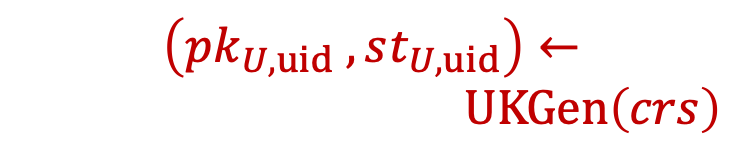 (pk_{U,uid} , st_{U,uid}) ←
UKGen(crs)